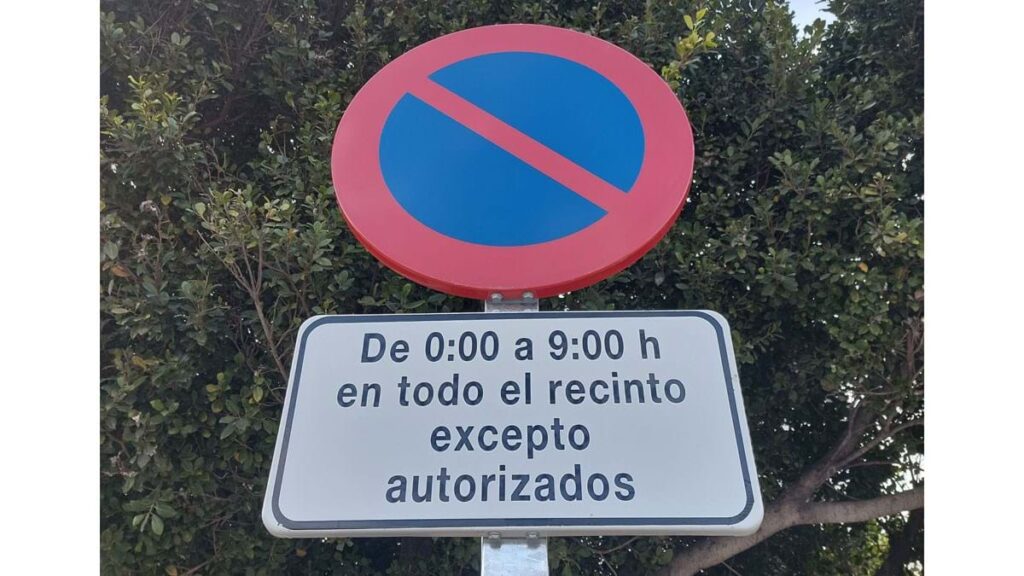 De 0:00 a 9:00 h
en todo el recinto
excepto
autorizados